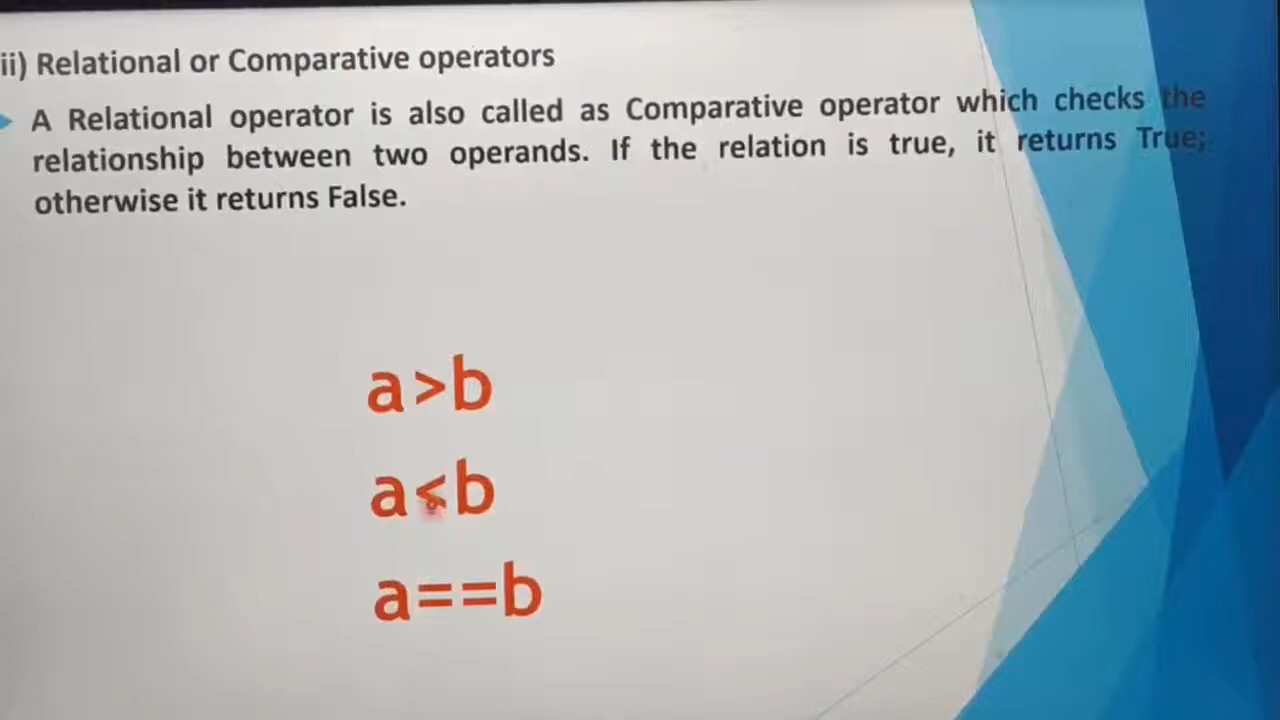 ii) Relational or Comparative operators
A Relational operator is also called as Comparative operator which checks the
relationship between two operands. If the relation is true, it returns True;
otherwise it returns False.
a>b
a<b
a==b